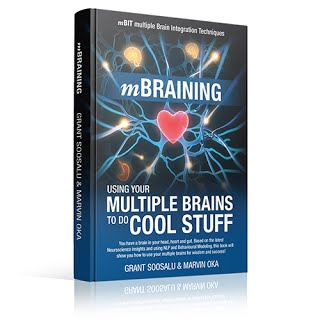 mBIT multiple Brain Integration Techniques
mBRAINING
USING YOUR
MULTIPLE BRAINS
TO DO COOL STUFF
You have a brain in your head, heart and gut. Based on the latest
Neuroscience insights and using NLP and Behavioural Modeling, this book will
show you how to use your multiple brains for wisdom and success!
GRANT SOOSALU & MARVIN OKA
mBRAINING
GRANT SOOSALU & MARVIN OKA